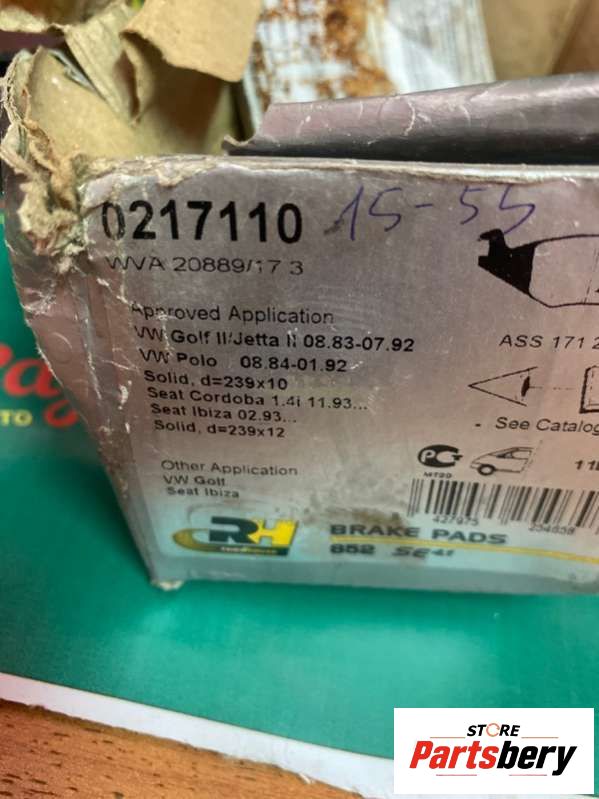 0217110 15-55
WVA 20889/17.3
Approved Application
VW Golf II/Jetta II 08.83-07.92
VW Polo 08.84-01.92
Solid, d=239x10
Seat Cordoba 1.4i 11.93...
Seat Ibiza 02.93...
Solid, d=239x12
ASS 171 2
- See Catalog
Other Application
VW Golf
Seat Ibiza
RH
BRAKE PADS
STORE
Partsbery